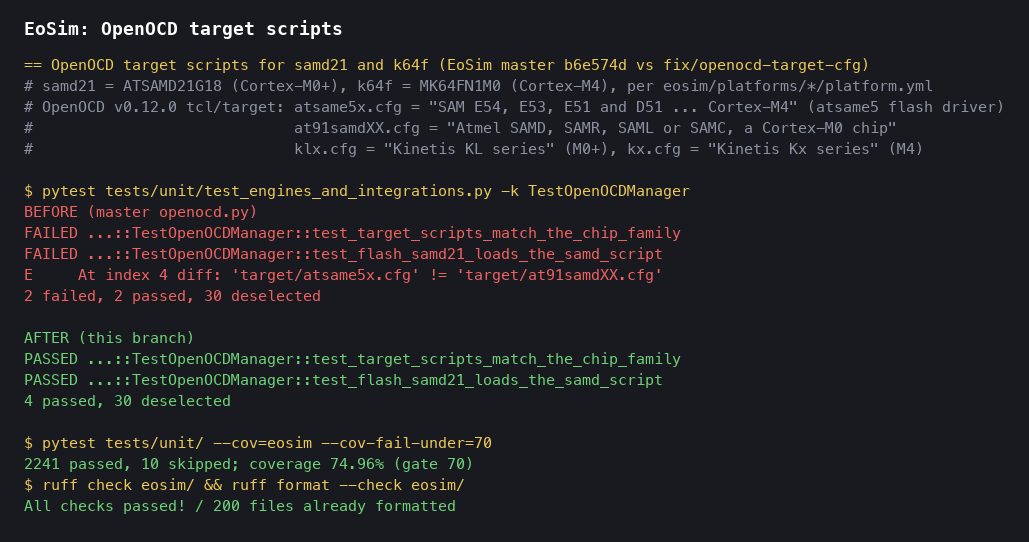 EoSim: OpenOCD target scripts
== OpenOCD target scripts for samd21 and k64f (EoSim master b6e574d vs fix/openocd-target-cfg)
# samd21 = ATSAMD21G18 (Cortex-M0+), k64f = MK64FN1M0 (Cortex-M4), per eosim/platforms/*/platform.yml
# OpenOCD v0.12.0 tcl/target: atsame5x.cfg = "SAM E54, E53, E51 and D51 ... Cortex-M4" (atsame5 flash driver)
# at91samdXX.cfg = "Atmel SAMD, SAMR, SAML or SAMC, a Cortex-M0 chip"
# klx.cfg = "Kinetis KL series" (M0+), kx.cfg = "Kinetis Kx series" (M4)
$ pytest tests/unit/test_engines_and_integrations.py -k TestOpenOCDManager
BEFORE (master openocd.py)
FAILED ...::TestOpenOCDManager::test_target_scripts_match_the_chip_family
FAILED ...::TestOpenOCDManager::test_flash_samd21_loads_the_samd_script
E     At index 4 diff: 'target/atsame5x.cfg' != 'target/at91samdXX.cfg'
2 failed, 2 passed, 30 deselected
AFTER (this branch)
PASSED ...::TestOpenOCDManager::test_target_scripts_match_the_chip_family
PASSED ...::TestOpenOCDManager::test_flash_samd21_loads_the_samd_script
4 passed, 30 deselected
$ pytest tests/unit/ --cov=eosim --cov-fail-under=70
2241 passed, 10 skipped; coverage 74.96% (gate 70)
$ ruff check eosim/ && ruff format --check eosim/
All checks passed! / 200 files already formatted